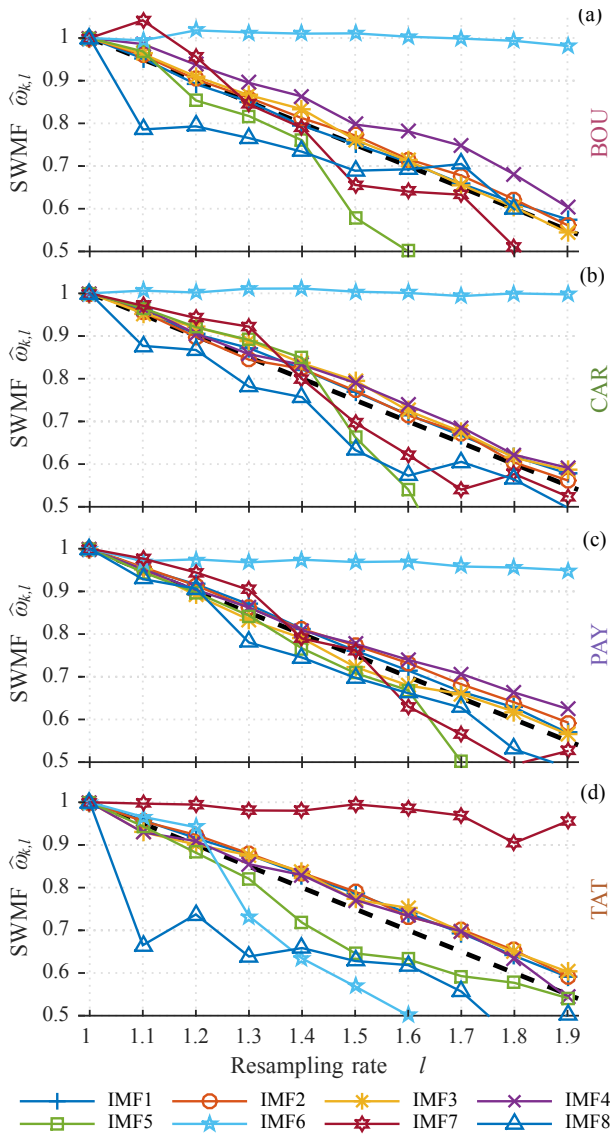 (a)
1
0.9
0.8
0.7
0.6
0.5
SWMF ω̂k,l
BOU
(b)
1
0.9
0.8
0.7
0.6
0.5
SWMF ω̂k,l
CAR
(c)
1
0.9
0.8
0.7
0.6
0.5
SWMF ω̂k,l
PAY
(d)
1
0.9
0.8
0.7
0.6
0.5
SWMF ω̂k,l
TAT
1 1.1 1.2 1.3 1.4 1.5 1.6 1.7 1.8 1.9
Resampling rate l
IMF1 IMF2 IMF3 IMF4
IMF5 IMF6 IMF7 IMF8